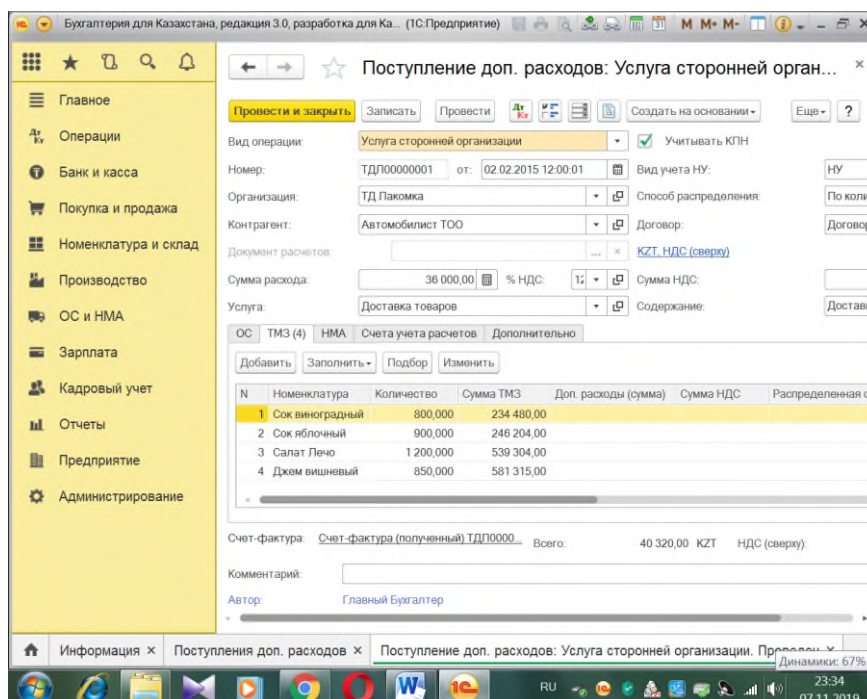 Бухгалтерия для Казахстана, редакция 3.0, разработка для Ка... (1С:Предприятие) M M+ M-
Поступление доп. расходов: Услуга сторонней орган...
Главное
Операции
Банк и касса
Покупка и продажа
Номенклатура и склад
Производство
ОС и НМА
Зарплата
Кадровый учет
Отчеты
Предприятие
Администрирование
Провести и закрыть Записать Провести Создать на основании Еще ?
Вид операции: Услуга сторонней организации Учитывать КПН
Номер: ТДЛ00000001 от: 02.02.2015 12:00:01 Вид учета НУ: НУ
Организация: ТД Лакомка Способ распределения: По коли
Контрагент: Автомобилист ТОО Договор: Договор
Документ расчетов: ... KZT, НДС (сверху)
Сумма расхода: 36 000,00 % НДС: 12 Сумма НДС:
Услуга: Доставка товаров Содержание: Достав
ОС ТМЗ (4) НМА Счета учета расчетов Дополнительно
Добавить Заполнить Подбор Изменить
N Номенклатура Количество Сумма ТМЗ Доп. расходы (сумма) Сумма НДС Распределенная с
1 Сок виноградный 800,000 234 480,00
2 Сок яблочный 900,000 246 204,00
3 Салат Лечо 1 200,000 539 304,00
4 Джем вишневый 850,000 581 315,00
Счет-фактура: Счет-фактура (полученный) ТДЛ0000... Всего: 40 320,00 KZT НДС (сверху):
Комментарий:
Автор: Главный Бухгалтер
Информация × Поступления доп. расходов × Поступление доп. расходов: Услуга сторонней организации. Проведен ×
Динамики: 67%
RU 23:34
07.11.2019